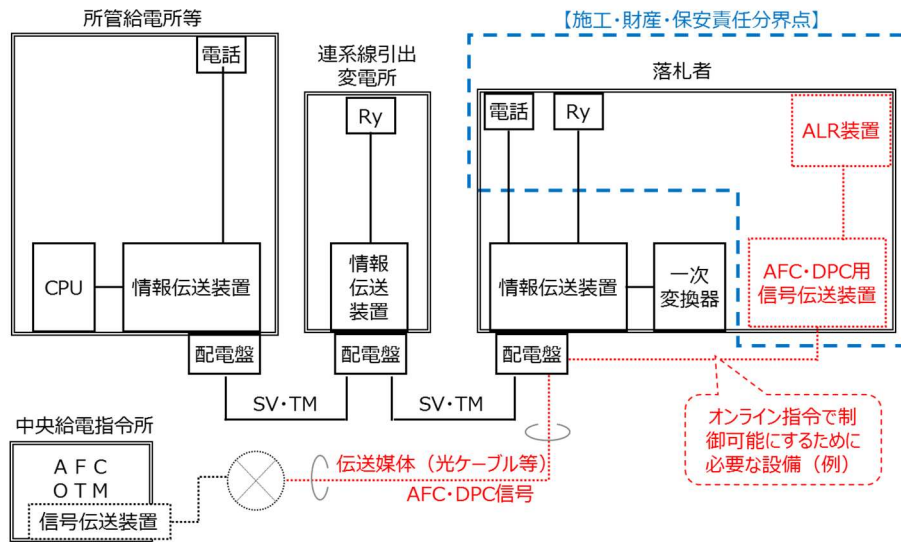 【施工・財産・保安責任分界点】
所管給電所等
電話
CPU
情報伝送装置
配電盤
連系線引出
変電所
Ry
情報
伝送
装置
配電盤
落札者
電話
Ry
ALR装置
情報伝送装置
一次
変換器
AFC・DPC用
信号伝送装置
配電盤
SV・TM
SV・TM
オンライン指令で制
御可能にするために
必要な設備（例）
中央給電指令所
ＡＦＣ
ＯＴＭ
信号伝送装置
伝送媒体（光ケーブル等）
AFC・DPC信号